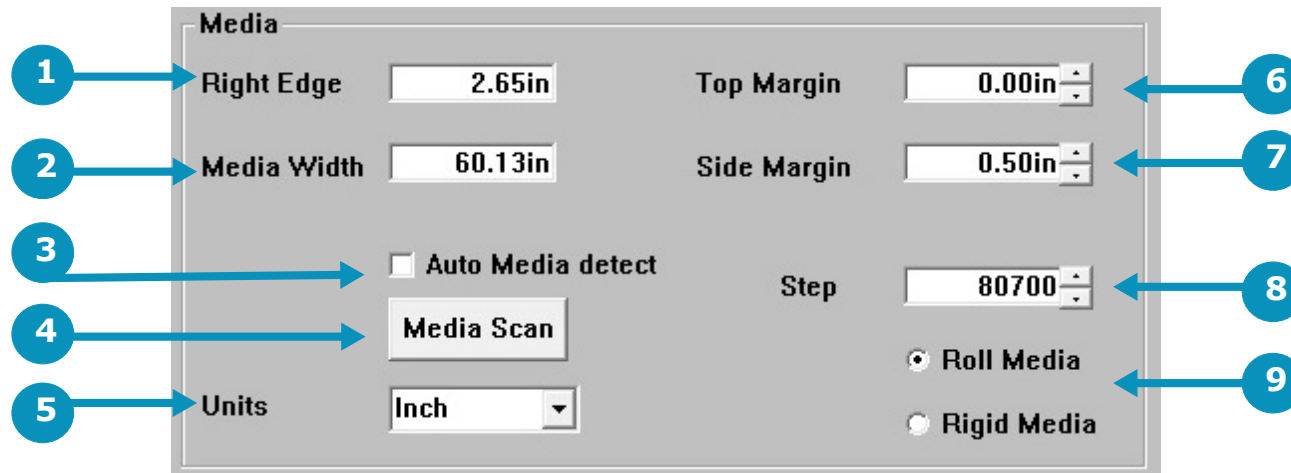 Media
1 Right Edge 2.65in Top Margin 0.00in 6
2 Media Width 60.13in Side Margin 0.50in 7
3 Auto Media detect Step 80700 8
4 Media Scan Roll Media 9
5 Units Inch Rigid Media